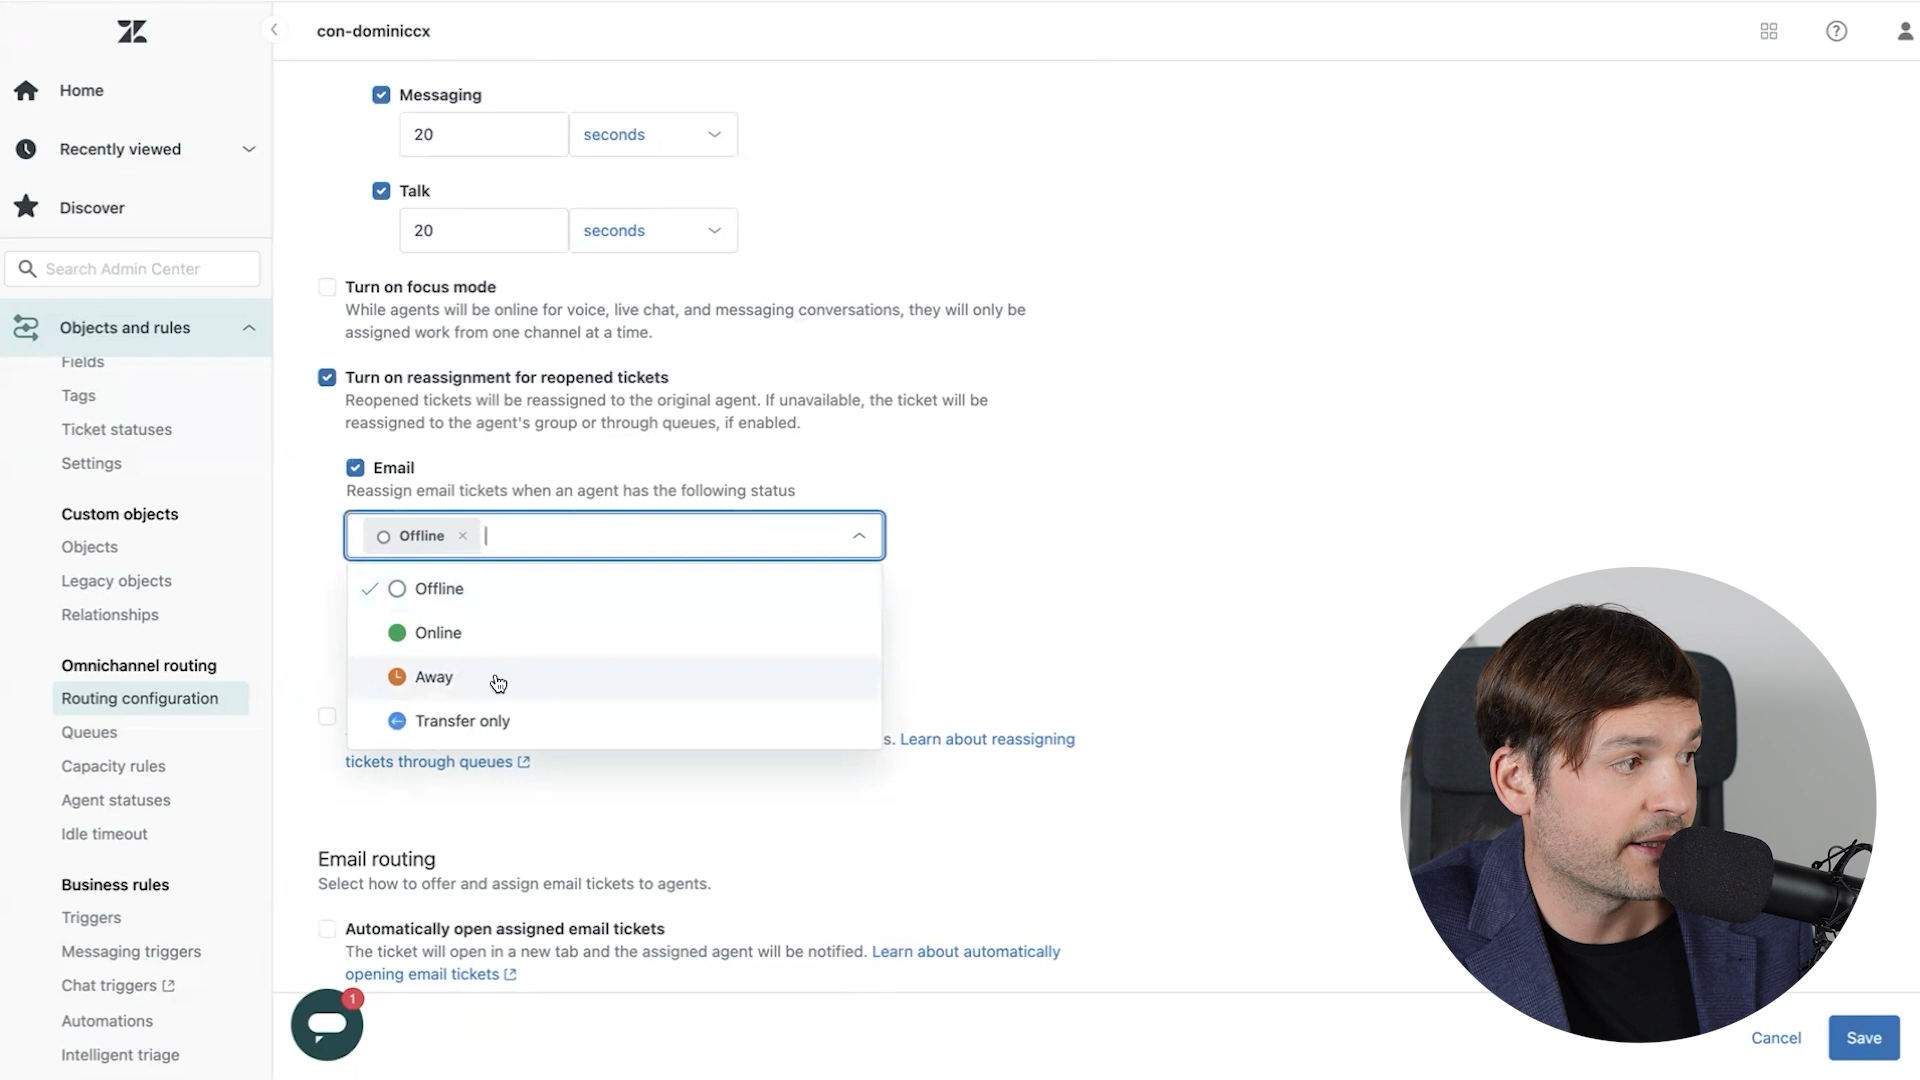 con-dominiccx
Home
Recently viewed
Discover
Search Admin Center
Objects and rules
Fields
Tags
Ticket statuses
Settings
Custom objects
Objects
Legacy objects
Relationships
Omnichannel routing
Routing configuration
Queues
Capacity rules
Agent statuses
Idle timeout
Business rules
Triggers
Messaging triggers
Chat triggers
Automations
Intelligent triage
Messaging
20 seconds
Talk
20 seconds
Turn on focus mode
While agents will be online for voice, live chat, and messaging conversations, they will only be
assigned work from one channel at a time.
Turn on reassignment for reopened tickets
Reopened tickets will be reassigned to the original agent. If unavailable, the ticket will be
reassigned to the agent's group or through queues, if enabled.
Email
Reassign email tickets when an agent has the following status
Offline
Offline
Online
Away
Transfer only
s. Learn about reassigning
tickets through queues
Email routing
Select how to offer and assign email tickets to agents.
Automatically open assigned email tickets
The ticket will open in a new tab and the assigned agent will be notified. Learn about automatically
opening email tickets
1
Cancel
Save